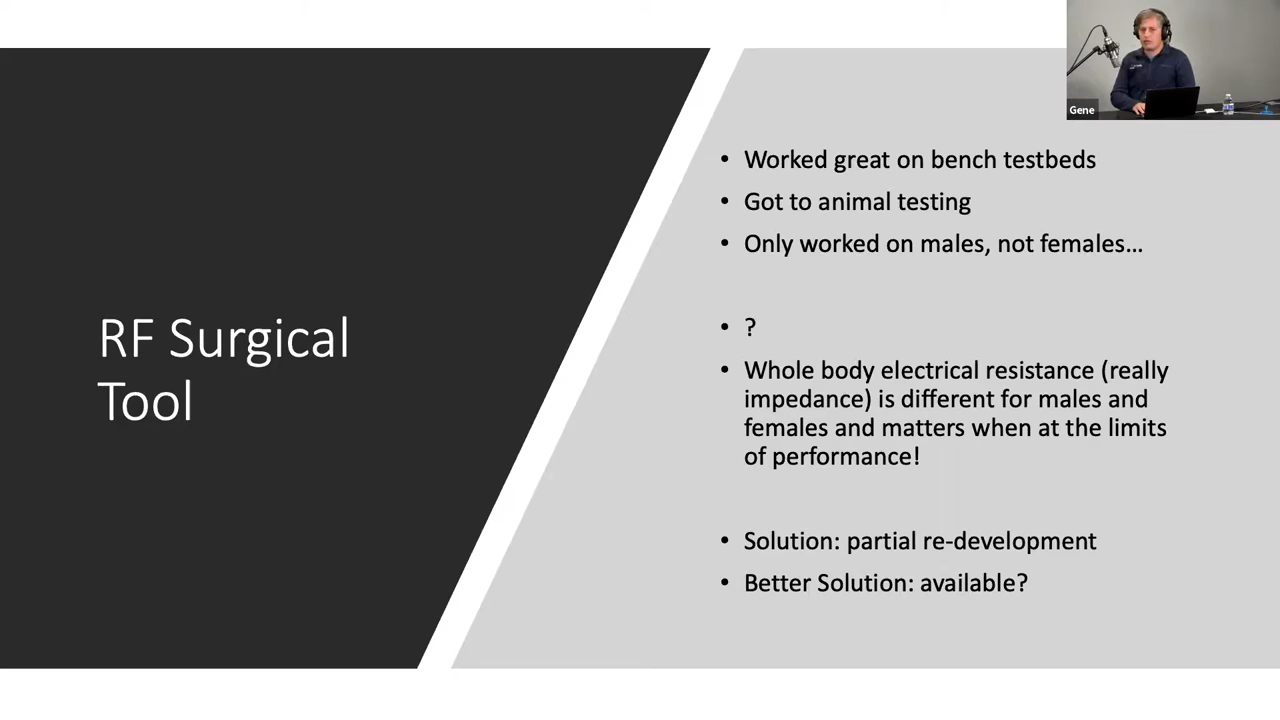 Gene
RF Surgical
Tool
• Worked great on bench testbeds
• Got to animal testing
• Only worked on males, not females…
• ?
• Whole body electrical resistance (really
impedance) is different for males and
females and matters when at the limits
of performance!
• Solution: partial re-development
• Better Solution: available?